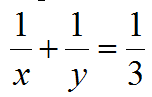 1/x + 1/y = 1/3